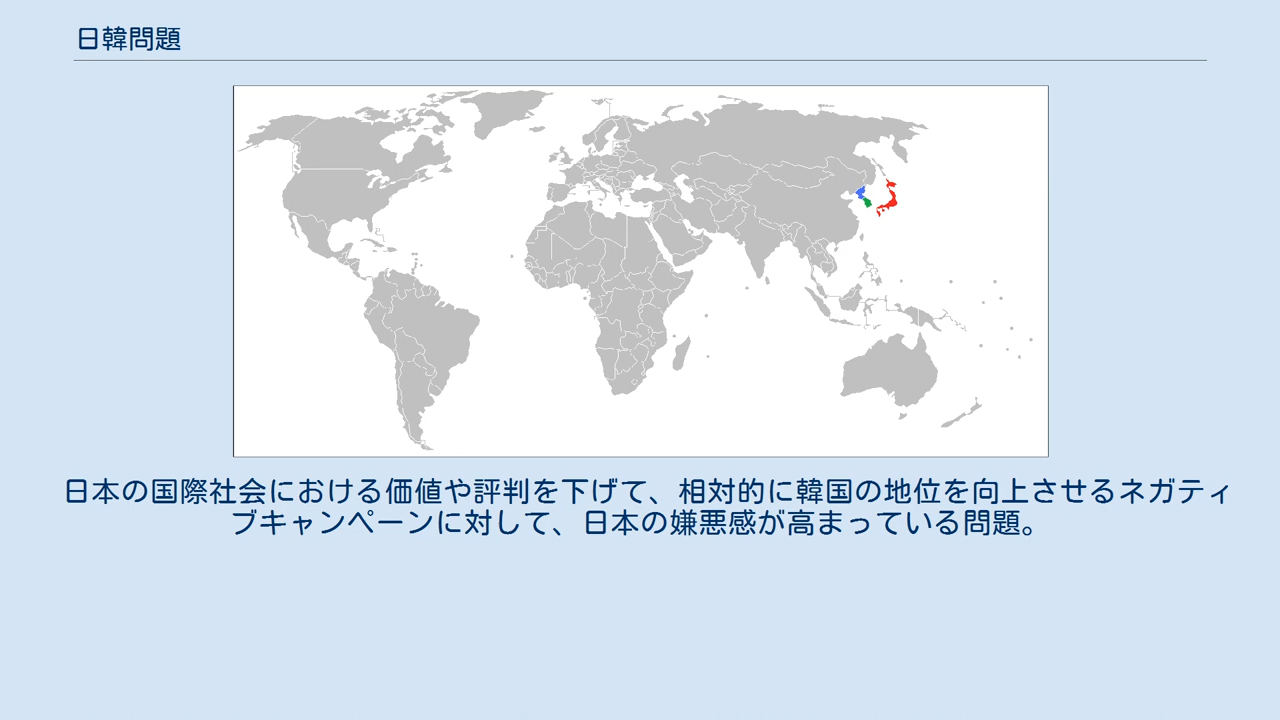 日韓問題
日本の国際社会における価値や評判を下げて、相対的に韓国の地位を向上させるネガティ
ブキャンペーンに対して、日本の嫌悪感が高まっている問題。